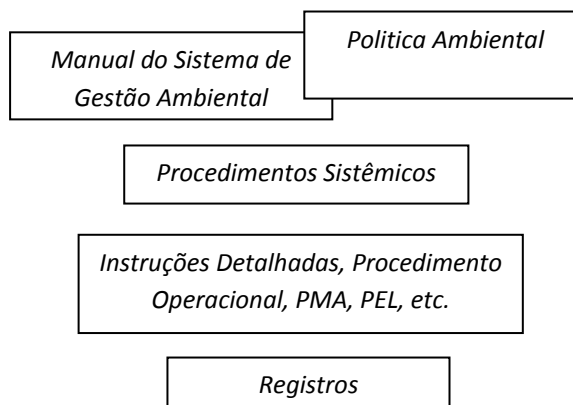 Politica Ambiental
Manual do Sistema de
Gestão Ambiental
Procedimentos Sistêmicos
Instruções Detalhadas, Procedimento
Operacional, PMA, PEL, etc.
Registros